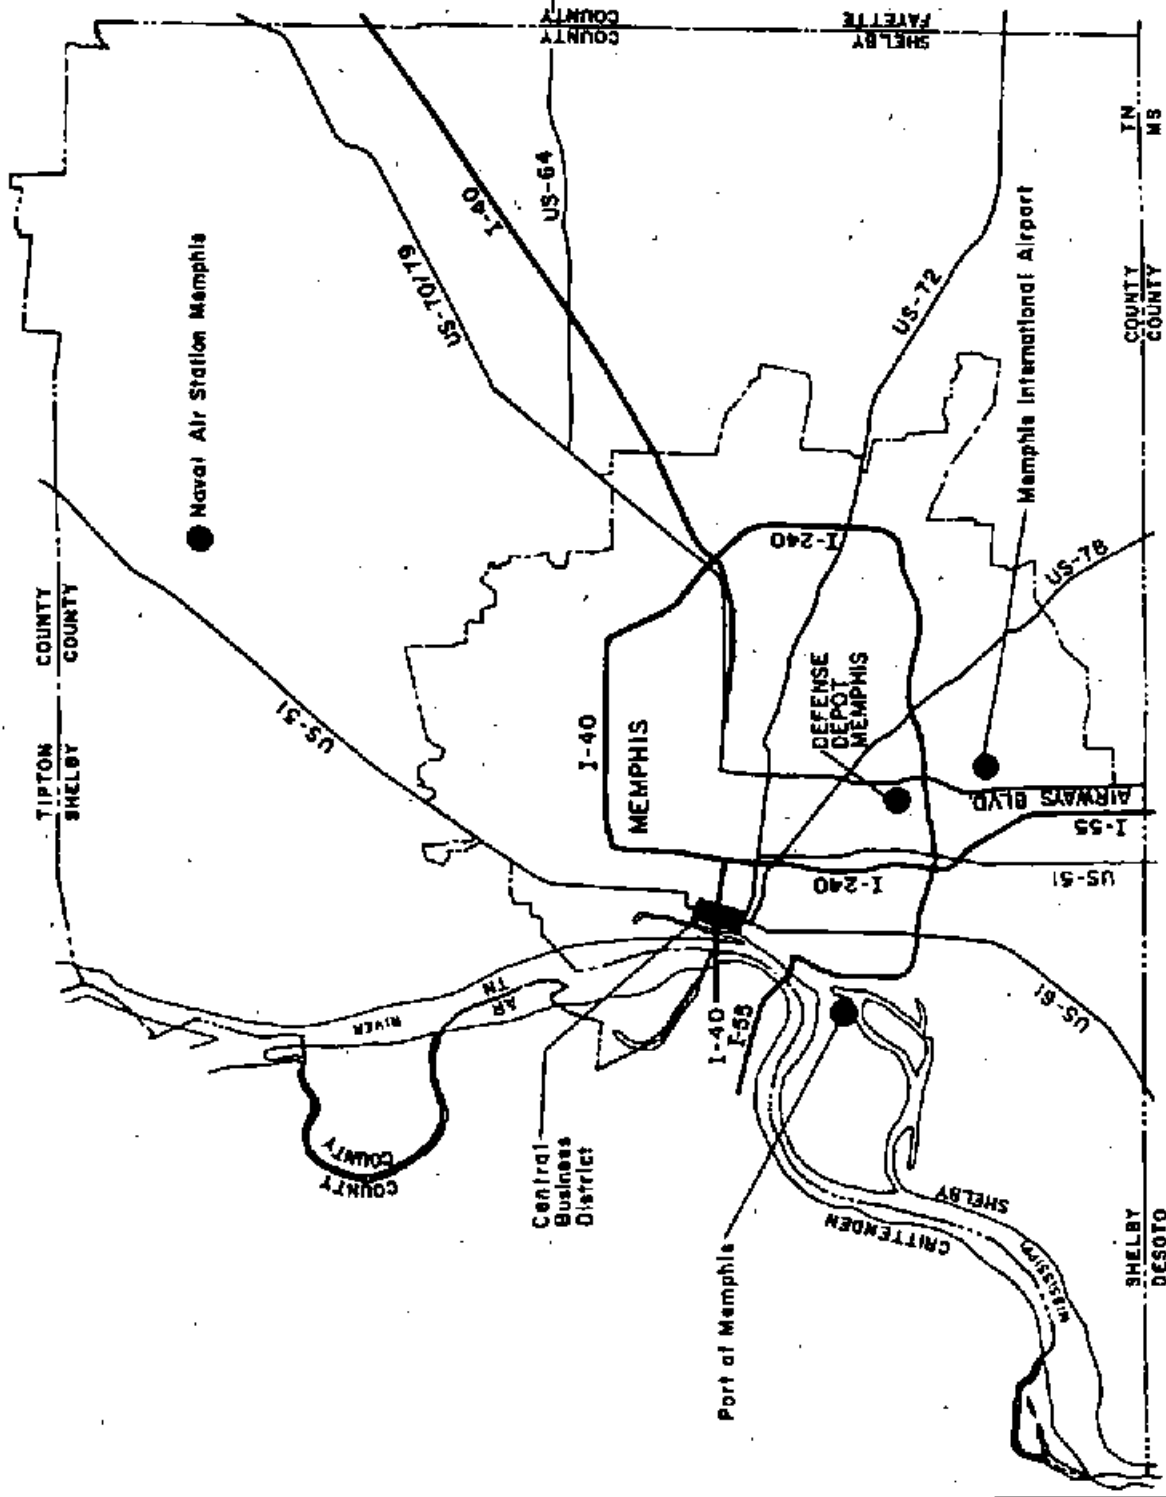 TIPTON COUNTY
SHELBY COUNTY
Naval Air Station Memphis
US-51
US-70/79
I-40
US-64
COUNTY
COUNTY
FAYETTE
SHELBY
RIVER
TN
AR
COUNTY
COUNTY
I-40
MEMPHIS
I-240
US-72
Central
Business
District
I-40
I-55
DEFENSE
DEPOT
MEMPHIS
I-240
Port of Memphis
CRITTENDEN
SHELBY
MISSISSIPPI
US-61
US-51
I-55
AIRWAYS BLVD.
US-78
Memphis International Airport
SHELBY COUNTY TN
DESOTO COUNTY MS